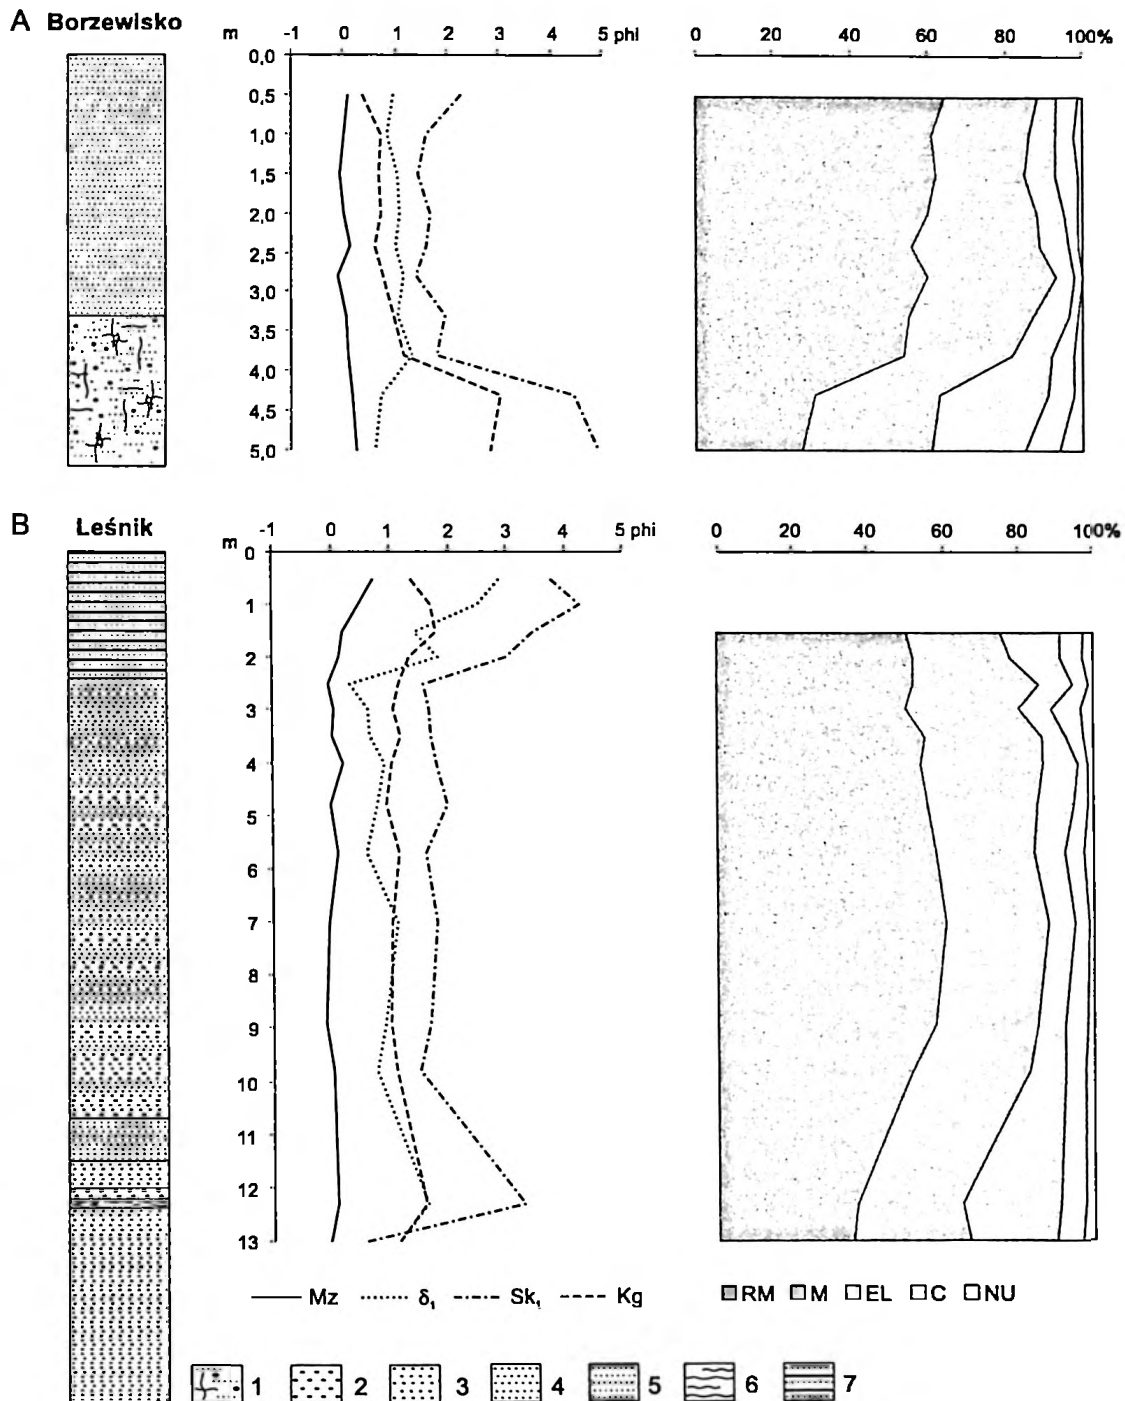 A Borzewisko
m -1 0 1 2 3 4 5 phi
0 20 40 60 80 100%
0,0
0,5
1,0
1,5
2,0
2,5
3,0
3,5
4,0
4,5
5,0
B Leśnik
m -1 0 1 2 3 4 5 phi
0 20 40 60 80 100%
0
1
2
3
4
5
6
7
8
9
10
11
12
13
Mz δ₁ Sk₁ Kg
RM M EL C NU
1 2 3 4 5 6 7